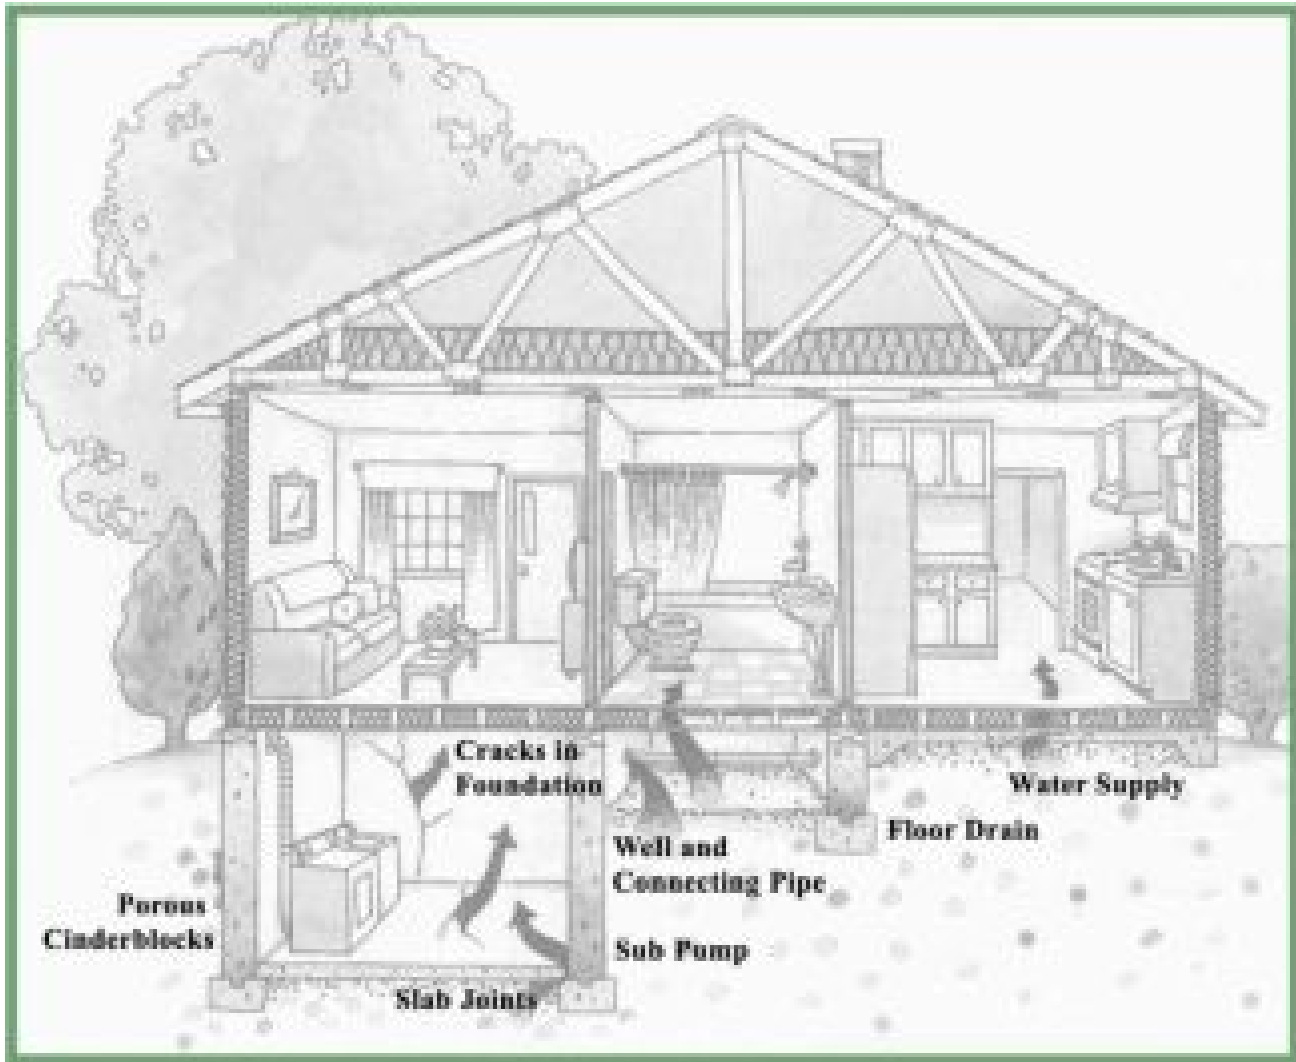 Cracks in
Foundation
Water Supply
Floor Drain
Well and
Connecting Pipe
Porous
Cinderblocks
Sub Pump
Slab Joints